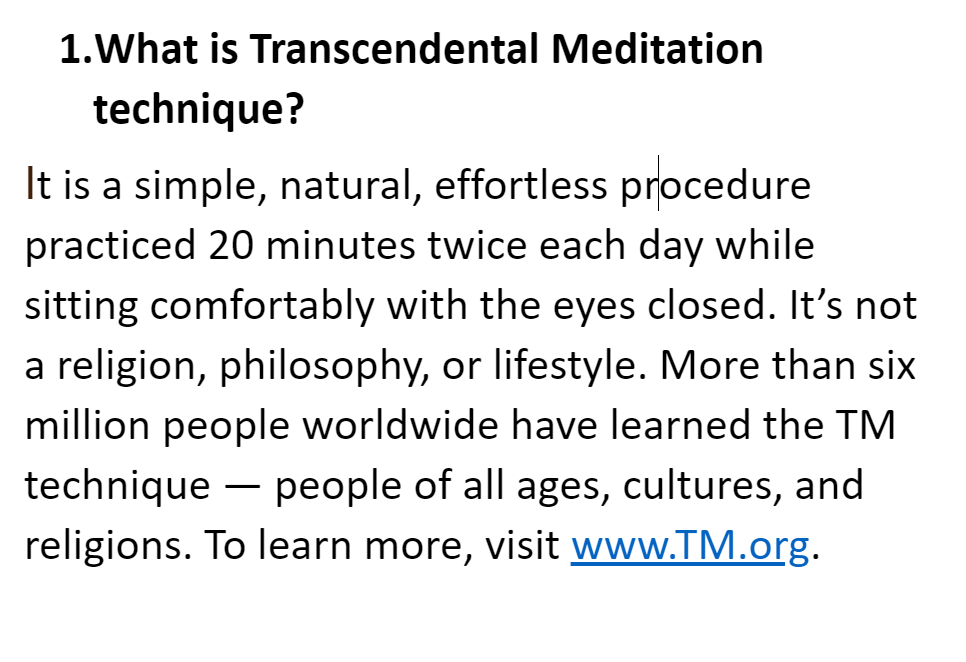 1.What is Transcendental Meditation
technique?
It is a simple, natural, effortless procedure
practiced 20 minutes twice each day while
sitting comfortably with the eyes closed. It’s not
a religion, philosophy, or lifestyle. More than six
million people worldwide have learned the TM
technique — people of all ages, cultures, and
religions. To learn more, visit www.TM.org.